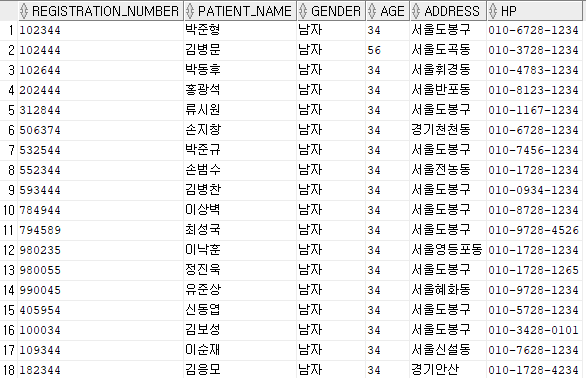 REGISTRATION_NUMBER PATIENT_NAME GENDER AGE ADDRESS HP
1 102344 박준형 남자 34 서울도봉구 010-6728-1234
2 102444 김병문 남자 56 서울도곡동 010-3728-1234
3 102644 박동후 남자 34 서울휘경동 010-4783-1234
4 202444 홍광석 남자 34 서울반포동 010-8123-1234
5 312844 류시원 남자 34 서울도봉구 010-1167-1234
6 506374 손지창 남자 34 경기천천동 010-6728-1234
7 532544 박준규 남자 34 서울도봉구 010-7456-1234
8 552344 손범수 남자 34 서울전농동 010-1728-1234
9 593444 김병찬 남자 34 서울도봉구 010-0934-1234
10 784944 이상벽 남자 34 서울도봉구 010-8728-1234
11 794589 최성국 남자 34 서울도봉구 010-9728-4526
12 980235 이낙훈 남자 34 서울영등포동 010-1728-1234
13 980055 정진욱 남자 34 서울도봉구 010-1728-1265
14 990045 유준상 남자 34 서울혜화동 010-9728-1234
15 405954 신동엽 남자 34 서울도봉구 010-5728-1234
16 100034 김보성 남자 34 서울도봉구 010-3428-0101
17 109344 이순재 남자 34 서울신설동 010-7628-1234
18 182344 김응모 남자 34 경기안산 010-1728-4234